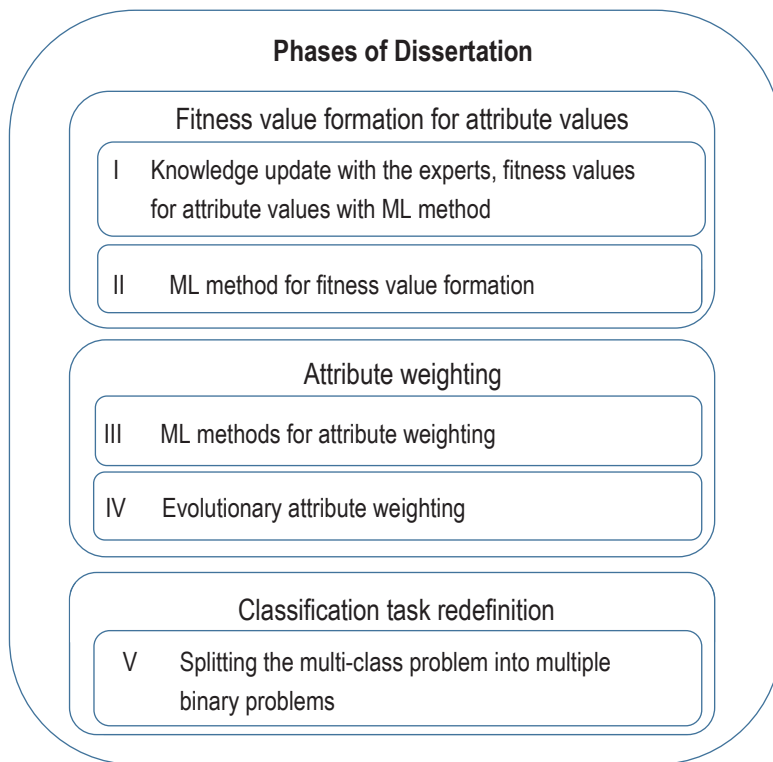 Phases of Dissertation
Fitness value formation for attribute values
I Knowledge update with the experts, fitness values
for attribute values with ML method
II ML method for fitness value formation
Attribute weighting
III ML methods for attribute weighting
IV Evolutionary attribute weighting
Classification task redefinition
V Splitting the multi-class problem into multiple
binary problems